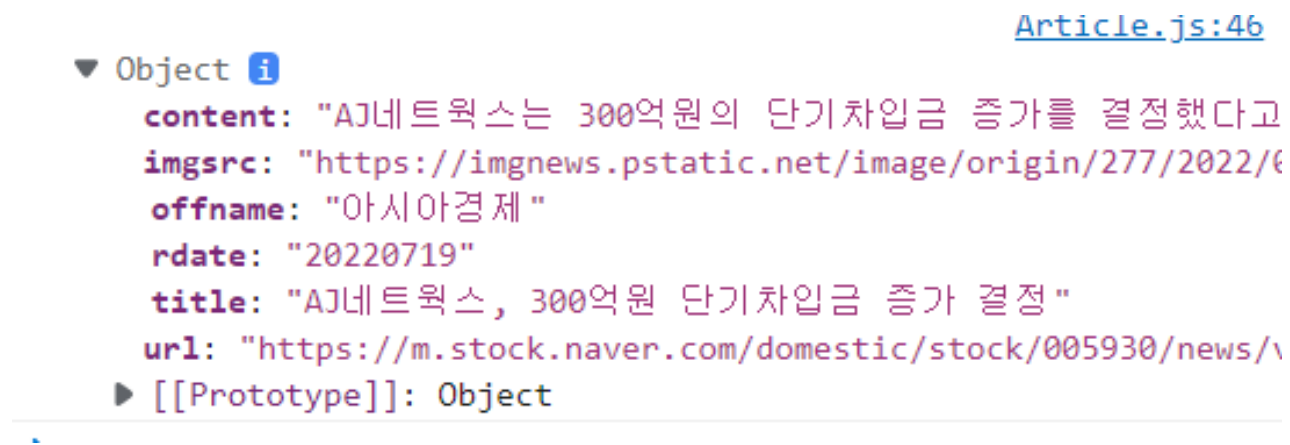 Article.js:46
▼ Object i
content: "AJ네트웍스는 300억원의 단기차입금 증가를 결정했다고
imgsrc: "https://imgnews.pstatic.net/image/origin/277/2022/
offname: "아시아경제"
rdate: "20220719"
title: "AJ네트웍스, 300억원 단기차입금 증가 결정"
url: "https://m.stock.naver.com/domestic/stock/005930/news/
▶ [[Prototype]]: Object